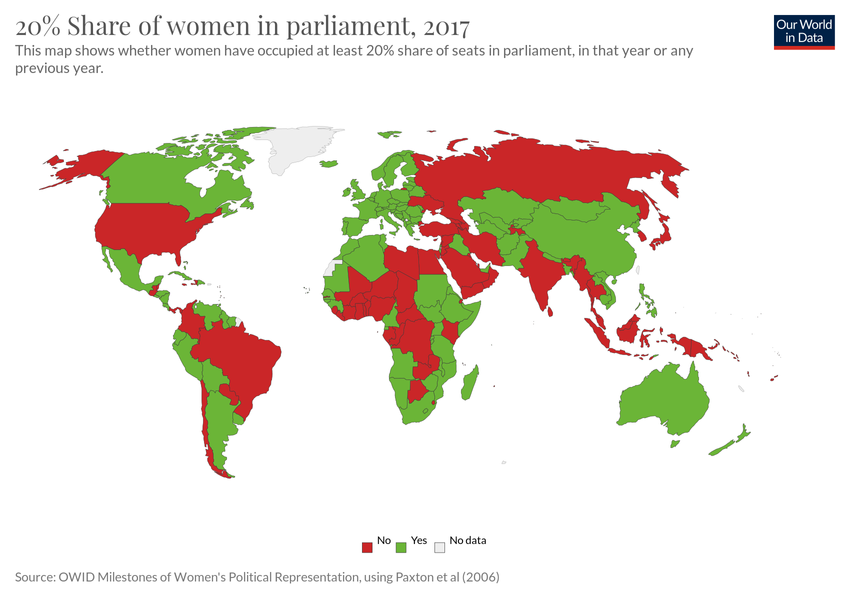 20% Share of women in parliament, 2017
This map shows whether women have occupied at least 20% share of seats in parliament, in that year or any
previous year.
Our World
in Data
No Yes No data
Source: OWID Milestones of Women's Political Representation, using Paxton et al (2006)